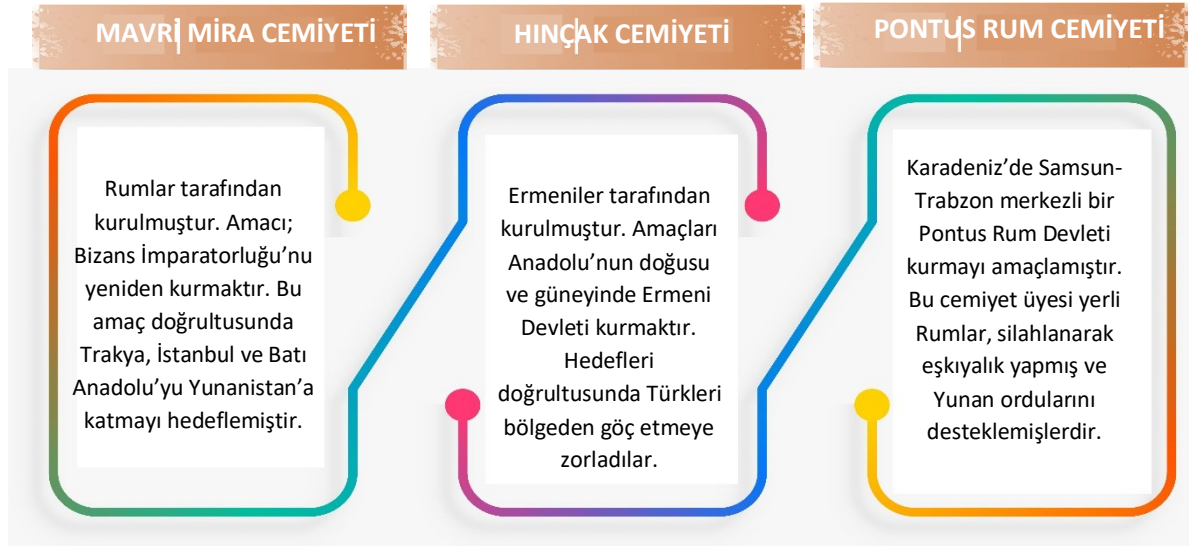 MAVRİ MİRA CEMİYETİ
Rumlar tarafından
kurulmuştur. Amacı;
Bizans İmparatorluğu’nu
yeniden kurmaktır. Bu
amaç doğrultusunda
Trakya, İstanbul ve Batı
Anadolu’yu Yunanistan’a
katmayı hedeflemiştir.
HINÇAK CEMİYETİ
Ermeniler tarafından
kurulmuştur. Amaçları
Anadolu’nun doğusu
ve güneyinde Ermeni
Devleti kurmaktır.
Hedefleri
doğrultusunda Türkleri
bölgeden göç etmeye
zorladılar.
PONTUS RUM CEMİYETİ
Karadeniz’de Samsun-
Trabzon merkezli bir
Pontus Rum Devleti
kurmayı amaçlamıştır.
Bu cemiyet üyesi yerli
Rumlar, silahlanarak
eşkıyalık yapmış ve
Yunan ordularını
desteklemişlerdir.